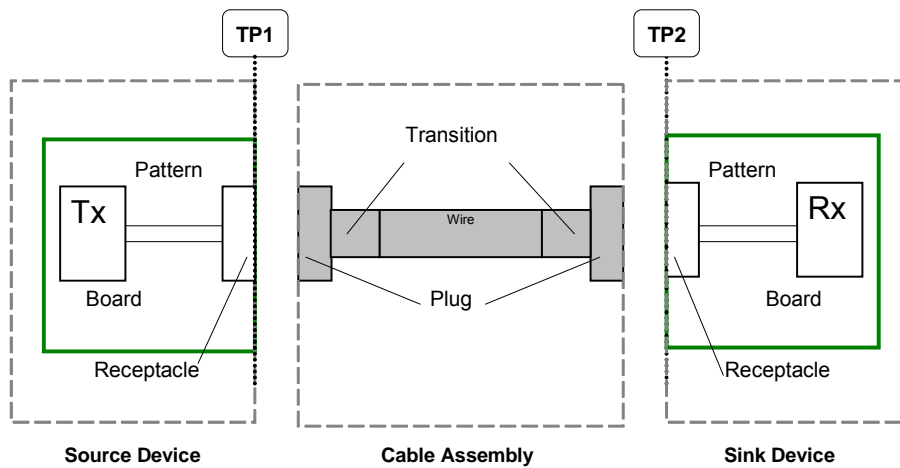 TP1
TP2
Transition
Pattern
Pattern
Tx
Rx
Wire
Board
Plug
Board
Receptacle
Receptacle
Source Device
Cable Assembly
Sink Device